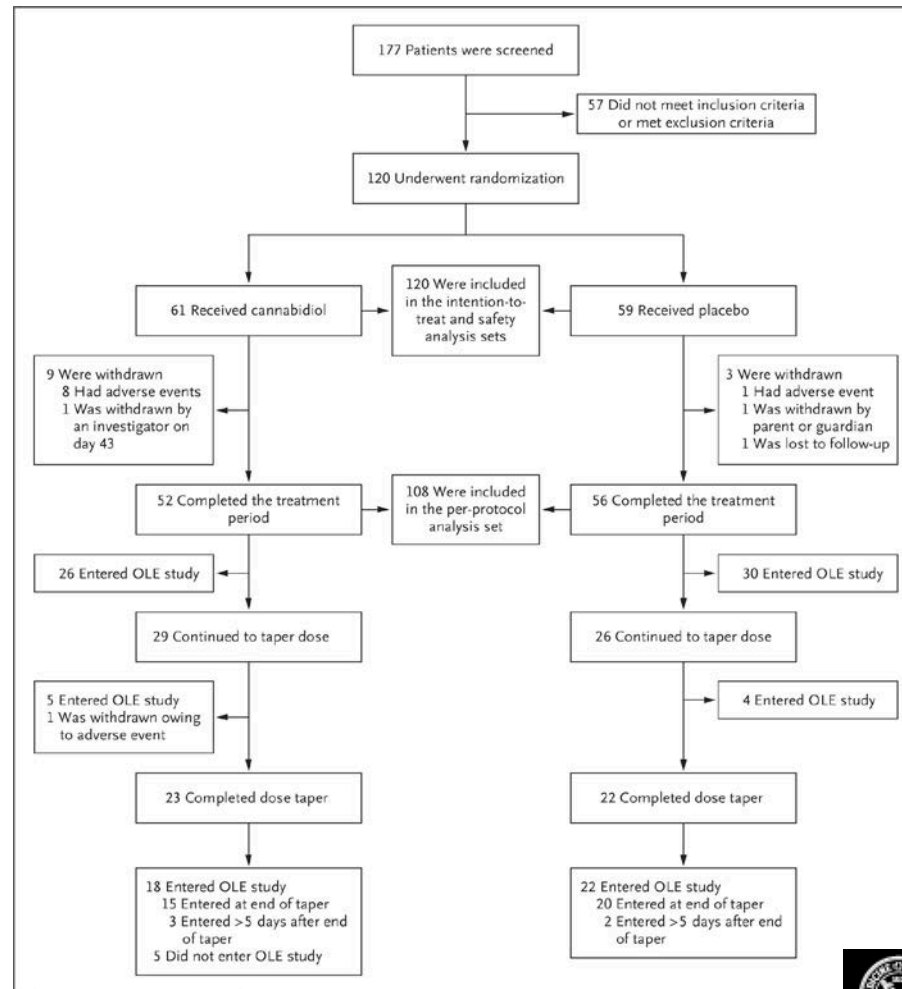 177 Patients were screened
57 Did not meet inclusion criteria
or met exclusion criteria
120 Underwent randomization
61 Received cannabidiol
120 Were included
in the intention-to-
treat and safety
analysis sets
59 Received placebo
9 Were withdrawn
8 Had adverse events
1 Was withdrawn by
an investigator on
day 43
3 Were withdrawn
1 Had adverse event
1 Was withdrawn by
parent or guardian
1 Was lost to follow-up
52 Completed the treatment
period
108 Were included
in the per-protocol
analysis set
56 Completed the treatment
period
26 Entered OLE study
30 Entered OLE study
29 Continued to taper dose
26 Continued to taper dose
5 Entered OLE study
1 Was withdrawn owing
to adverse event
4 Entered OLE study
23 Completed dose taper
22 Completed dose taper
18 Entered OLE study
15 Entered at end of taper
3 Entered >5 days after end
of taper
5 Did not enter OLE study
22 Entered OLE study
20 Entered at end of taper
2 Entered >5 days after end
of taper